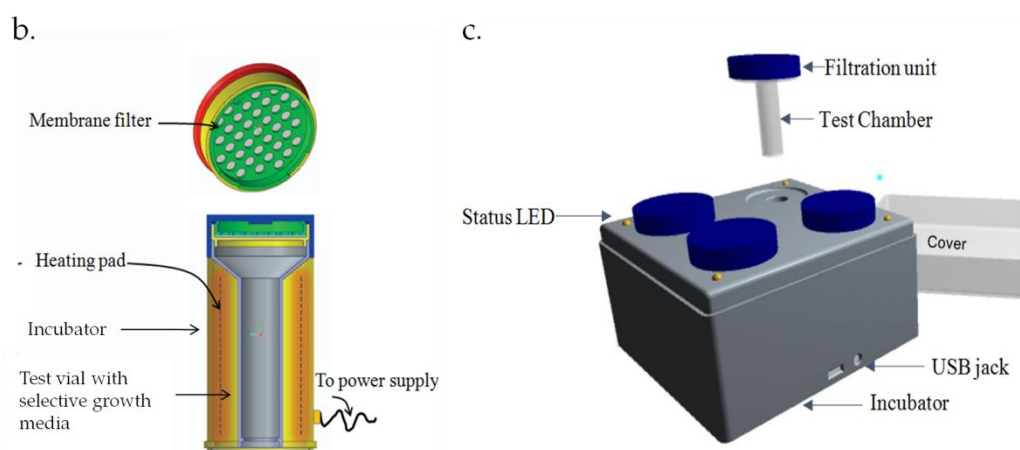 b.
Membrane filter
Heating pad
Incubator
Test vial with
selective growth
media
To power supply
c.
Filtration unit
Test Chamber
Status LED
Cover
USB jack
Incubator